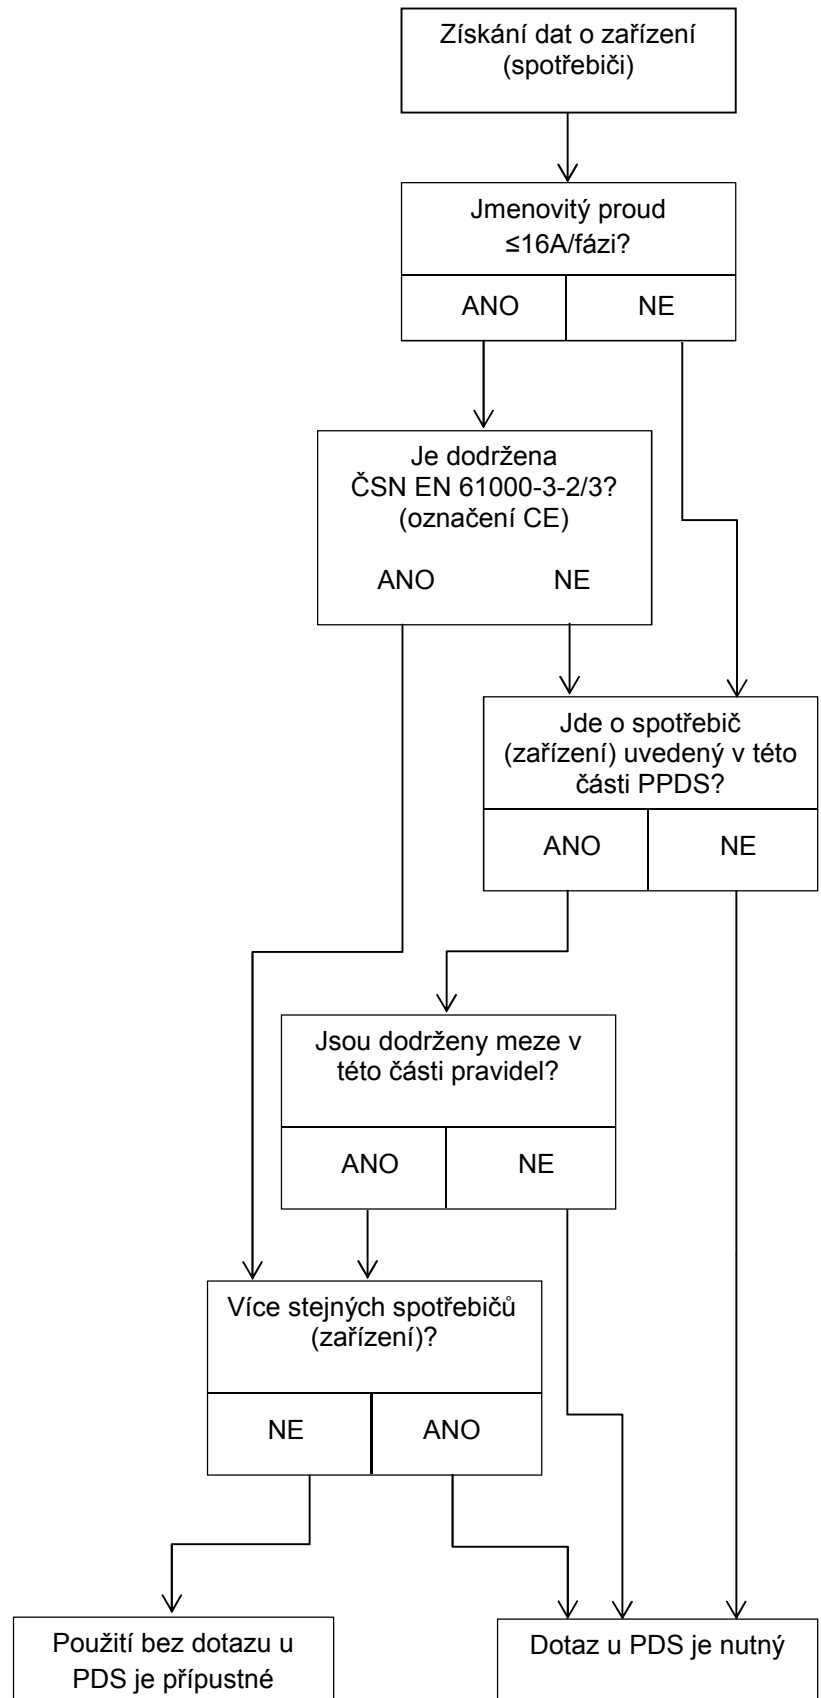 Získání dat o zařízení
(spotřebiči)
Jmenovitý proud
≤16A/fázi?
ANO
NE
Je dodržena
ČSN EN 61000-3-2/3?
(označení CE)
ANO
NE
Jde o spotřebič
(zařízení) uvedený v této
části PPDS?
ANO
NE
Jsou dodrženy meze v
této části pravidel?
ANO
NE
Více stejných spotřebičů
(zařízení)?
NE
ANO
Použití bez dotazu u
PDS je přípustné
Dotaz u PDS je nutný